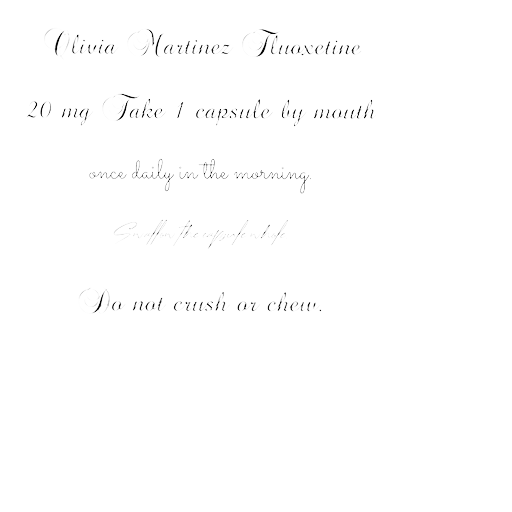 Olivia Martinez Fluoxetine
20 mg Take 1 capsule by mouth
once daily in the morning.
Do not crush or chew.